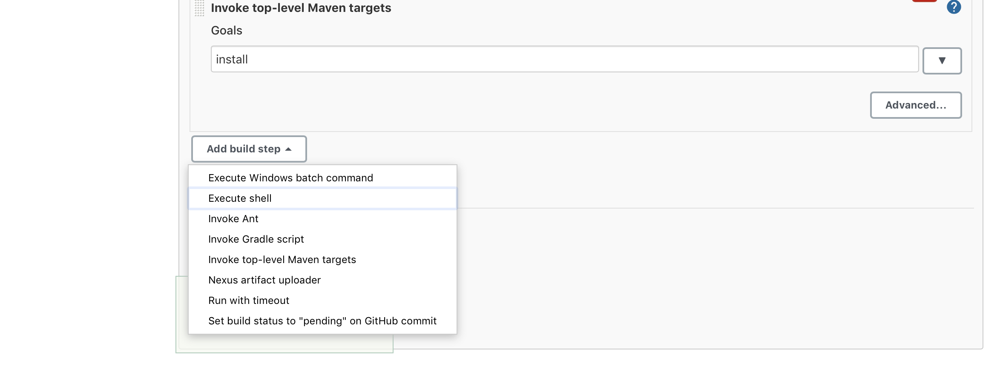 Invoke top-level Maven targets
?
Goals
install
Advanced...
Add build step
Execute Windows batch command
Execute shell
Invoke Ant
Invoke Gradle script
Invoke top-level Maven targets
Nexus artifact uploader
Run with timeout
Set build status to "pending" on GitHub commit